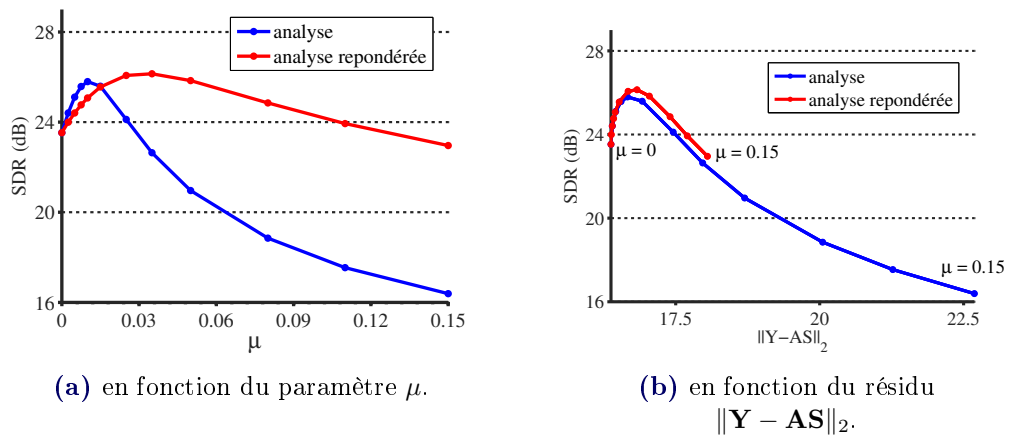 28
24
20
16
SDR (dB)
analyse
analyse repondérée
0
0.03
0.06
0.09
0.12
0.15
μ
(a) en fonction du paramètre μ.
28
24
20
16
SDR (dB)
analyse
analyse repondérée
μ = 0
μ = 0.15
μ = 0.15
17.5
20
22.5
||Y−AS||₂
(b) en fonction du résidu
‖Y − AS‖₂.